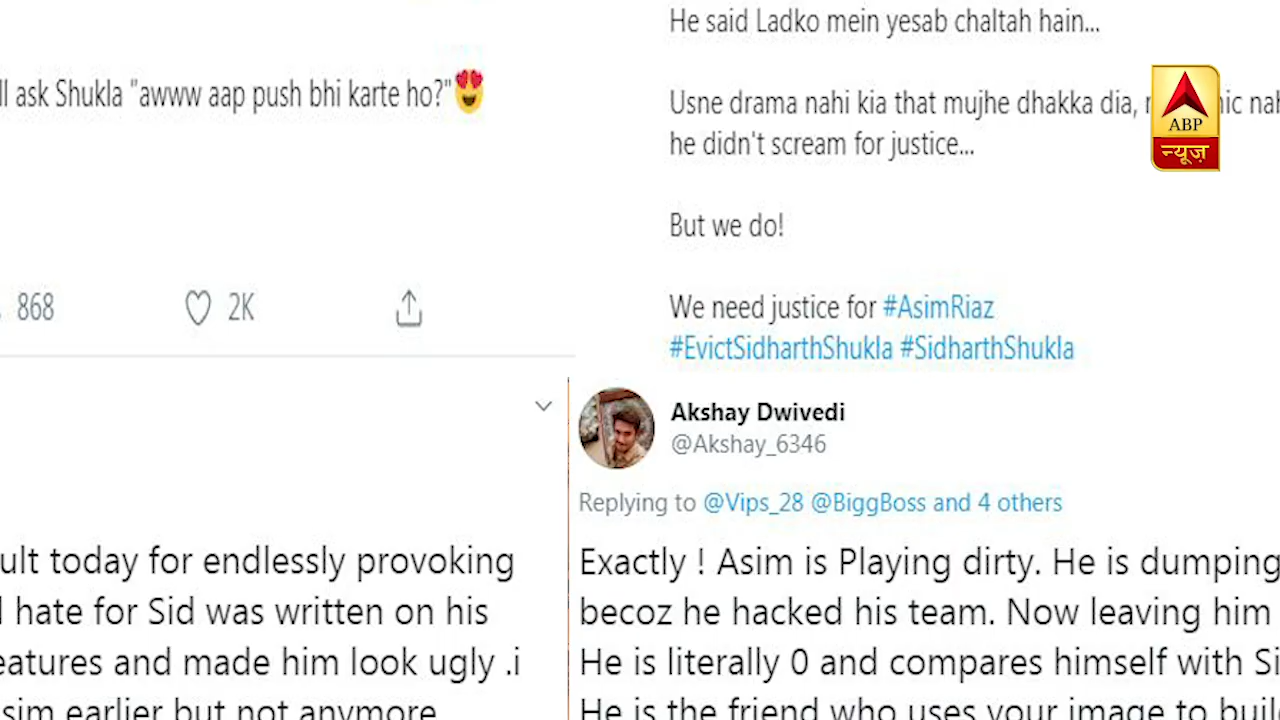 ll ask Shukla "awww aap push bhi karte ho?"😍
868 2K
He said Ladko mein yesab chaltah hain...
Usne drama nahi kia that mujhe dhakka dia,
he didn't scream for justice...
But we do!
We need justice for #AsimRiaz
#EvictSidharthShukla #SidharthShukla
ABP
न्यूज़
ult today for endlessly provoking
hate for Sid was written on his
eatures and made him look ugly .i
sim earlier but not anymore
Akshay Dwivedi
@Akshay_6346
Replying to @Vips_28 @BiggBoss and 4 others
Exactly ! Asim is Playing dirty. He is dumping
becoz he hacked his team. Now leaving him
He is literally 0 and compares himself with Si
He is the friend who uses your image to buil